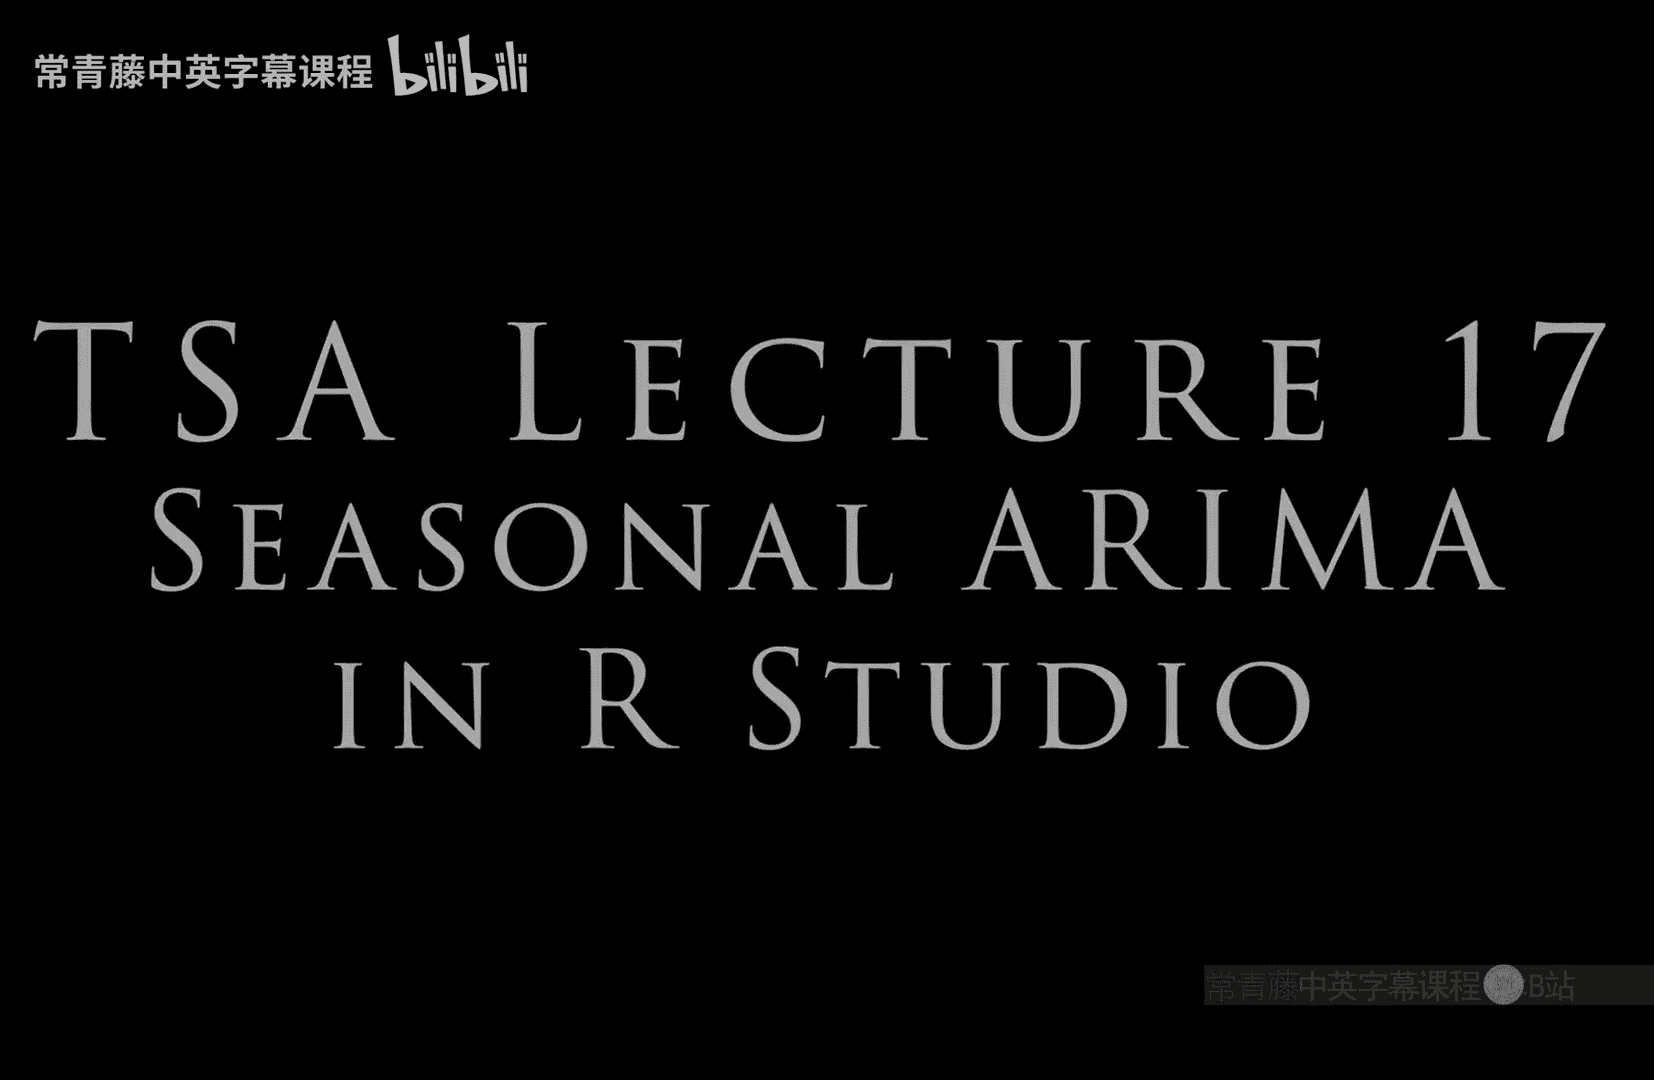 常青藤中英字幕课程 bilibili
TSA LECTURE 17
SEASONAL ARIMA
IN R STUDIO
常青藤中英字幕课程 B站